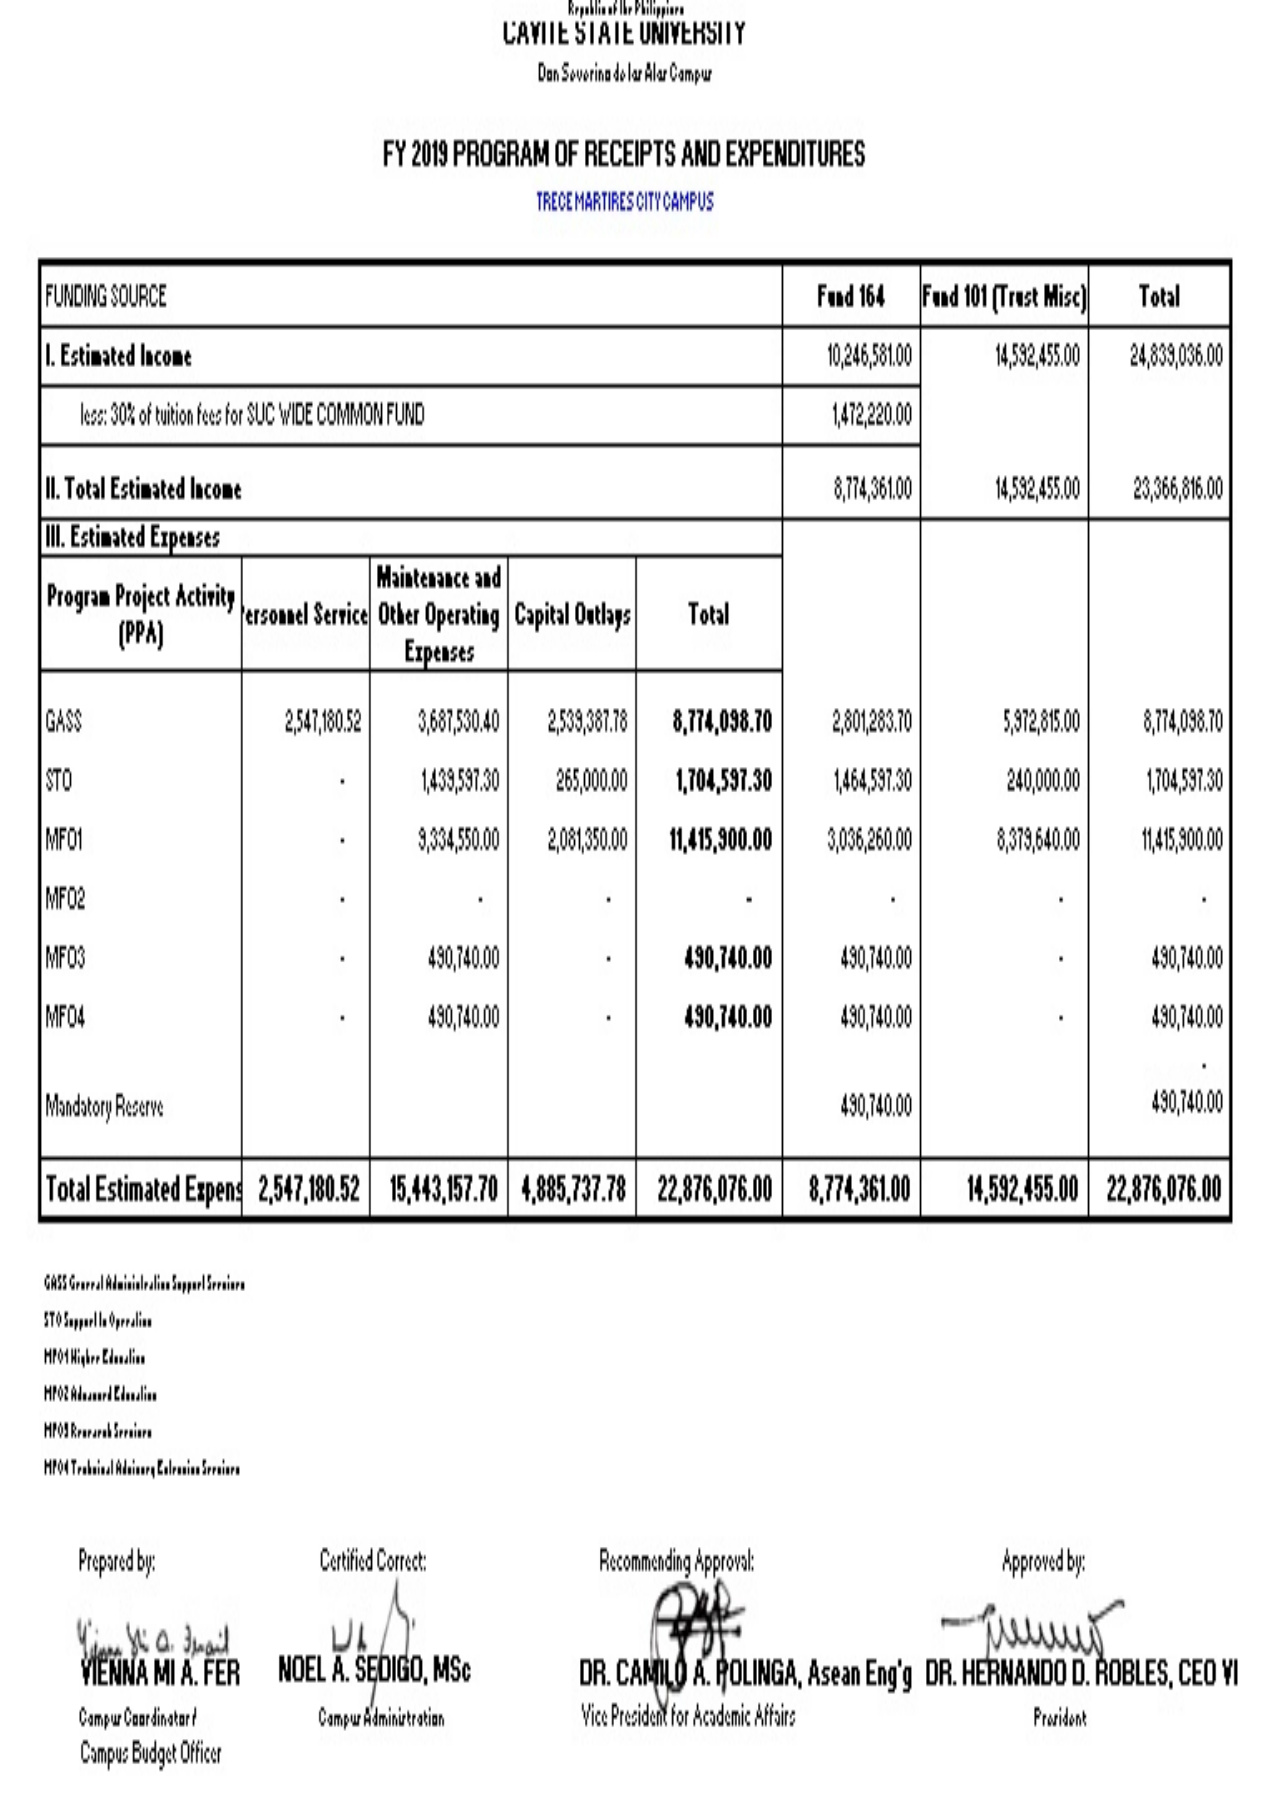 Republic of the Philippines
CAVITE STATE UNIVERSITY
Don Severino de las Alas Campus
FY 2019 PROGRAM OF RECEIPTS AND EXPENDITURES
TRECE MARTIRES CITY CAMPUS
FUNDING SOURCE Fund 164 Fund 101 (Trust Misc) Total
I. Estimated Income 10,246,581.00 14,592,455.00 24,839,036.00
less: 30% of tuition fees for SUC WIDE COMMON FUND 1,472,220.00
II. Total Estimated Income 8,774,361.00 14,592,455.00 23,366,816.00
III. Estimated Expenses
Program Project Activity (PPA) ersonnel Service Maintenance and Other Operating Expenses Capital Outlays Total
GASS 2,547,180.52 3,687,530.40 2,539,387.78 8,774,098.70 2,801,283.70 5,972,815.00 8,774,098.70
STO - 1,439,597.30 265,000.00 1,704,597.30 1,464,597.30 240,000.00 1,704,597.30
MFO1 - 9,334,550.00 2,081,350.00 11,415,900.00 3,036,260.00 8,379,640.00 11,415,900.00
MFO2 - - - - - - -
MFO3 - 490,740.00 - 490,740.00 490,740.00 - 490,740.00
MFO4 - 490,740.00 - 490,740.00 490,740.00 - 490,740.00
-
Mandatory Reserve 490,740.00 490,740.00
Total Estimated Expens 2,547,180.52 15,443,157.70 4,885,737.78 22,876,076.00 8,774,361.00 14,592,455.00 22,876,076.00
GASS General Administration Support Services
STO Support to Operation
MFO1 Higher Education
MFO2 Advanced Education
MFO3 Research Services
MFO4 Technical Advisory Extension Services
Prepared by: Certified Correct: Recommending Approval: Approved by:
VIENNA MI A. FER NOEL A. SEDIGO, MSc DR. CAMILO A. POLINGA, Asean Eng'g DR. HERNANDO D. ROBLES, CEO VI
Campus Coordinator/ Campus Administration Vice President for Academic Affairs President
Campus Budget Officer